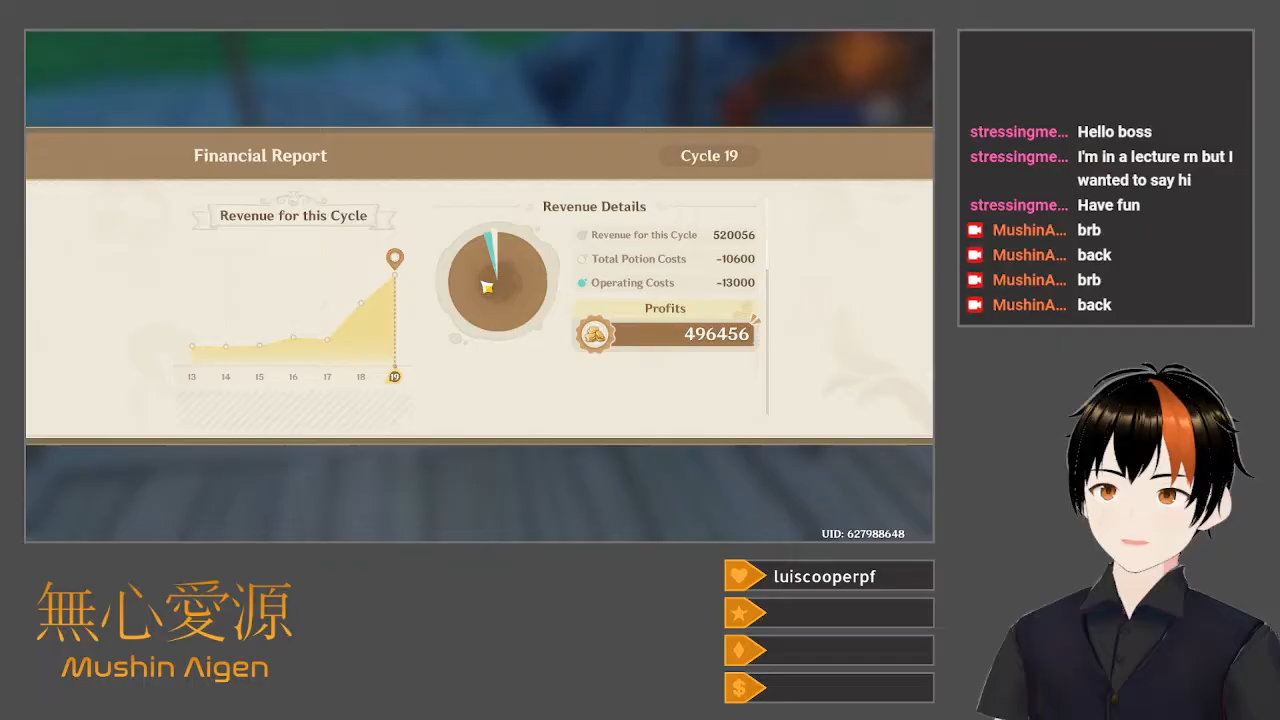 Financial Report
Cycle 19
Revenue for this Cycle
13 14 15 16 17 18 19
Revenue Details
Revenue for this Cycle 520056
Total Potion Costs -10600
Operating Costs -13000
Profits
496456
UID: 627988648
stressingme... Hello boss
stressingme... I'm in a lecture rn but I
wanted to say hi
stressingme... Have fun
MushinA... brb
MushinA... back
MushinA... brb
MushinA... back
luiscooperpf
$
無心愛源
Mushin Aigen